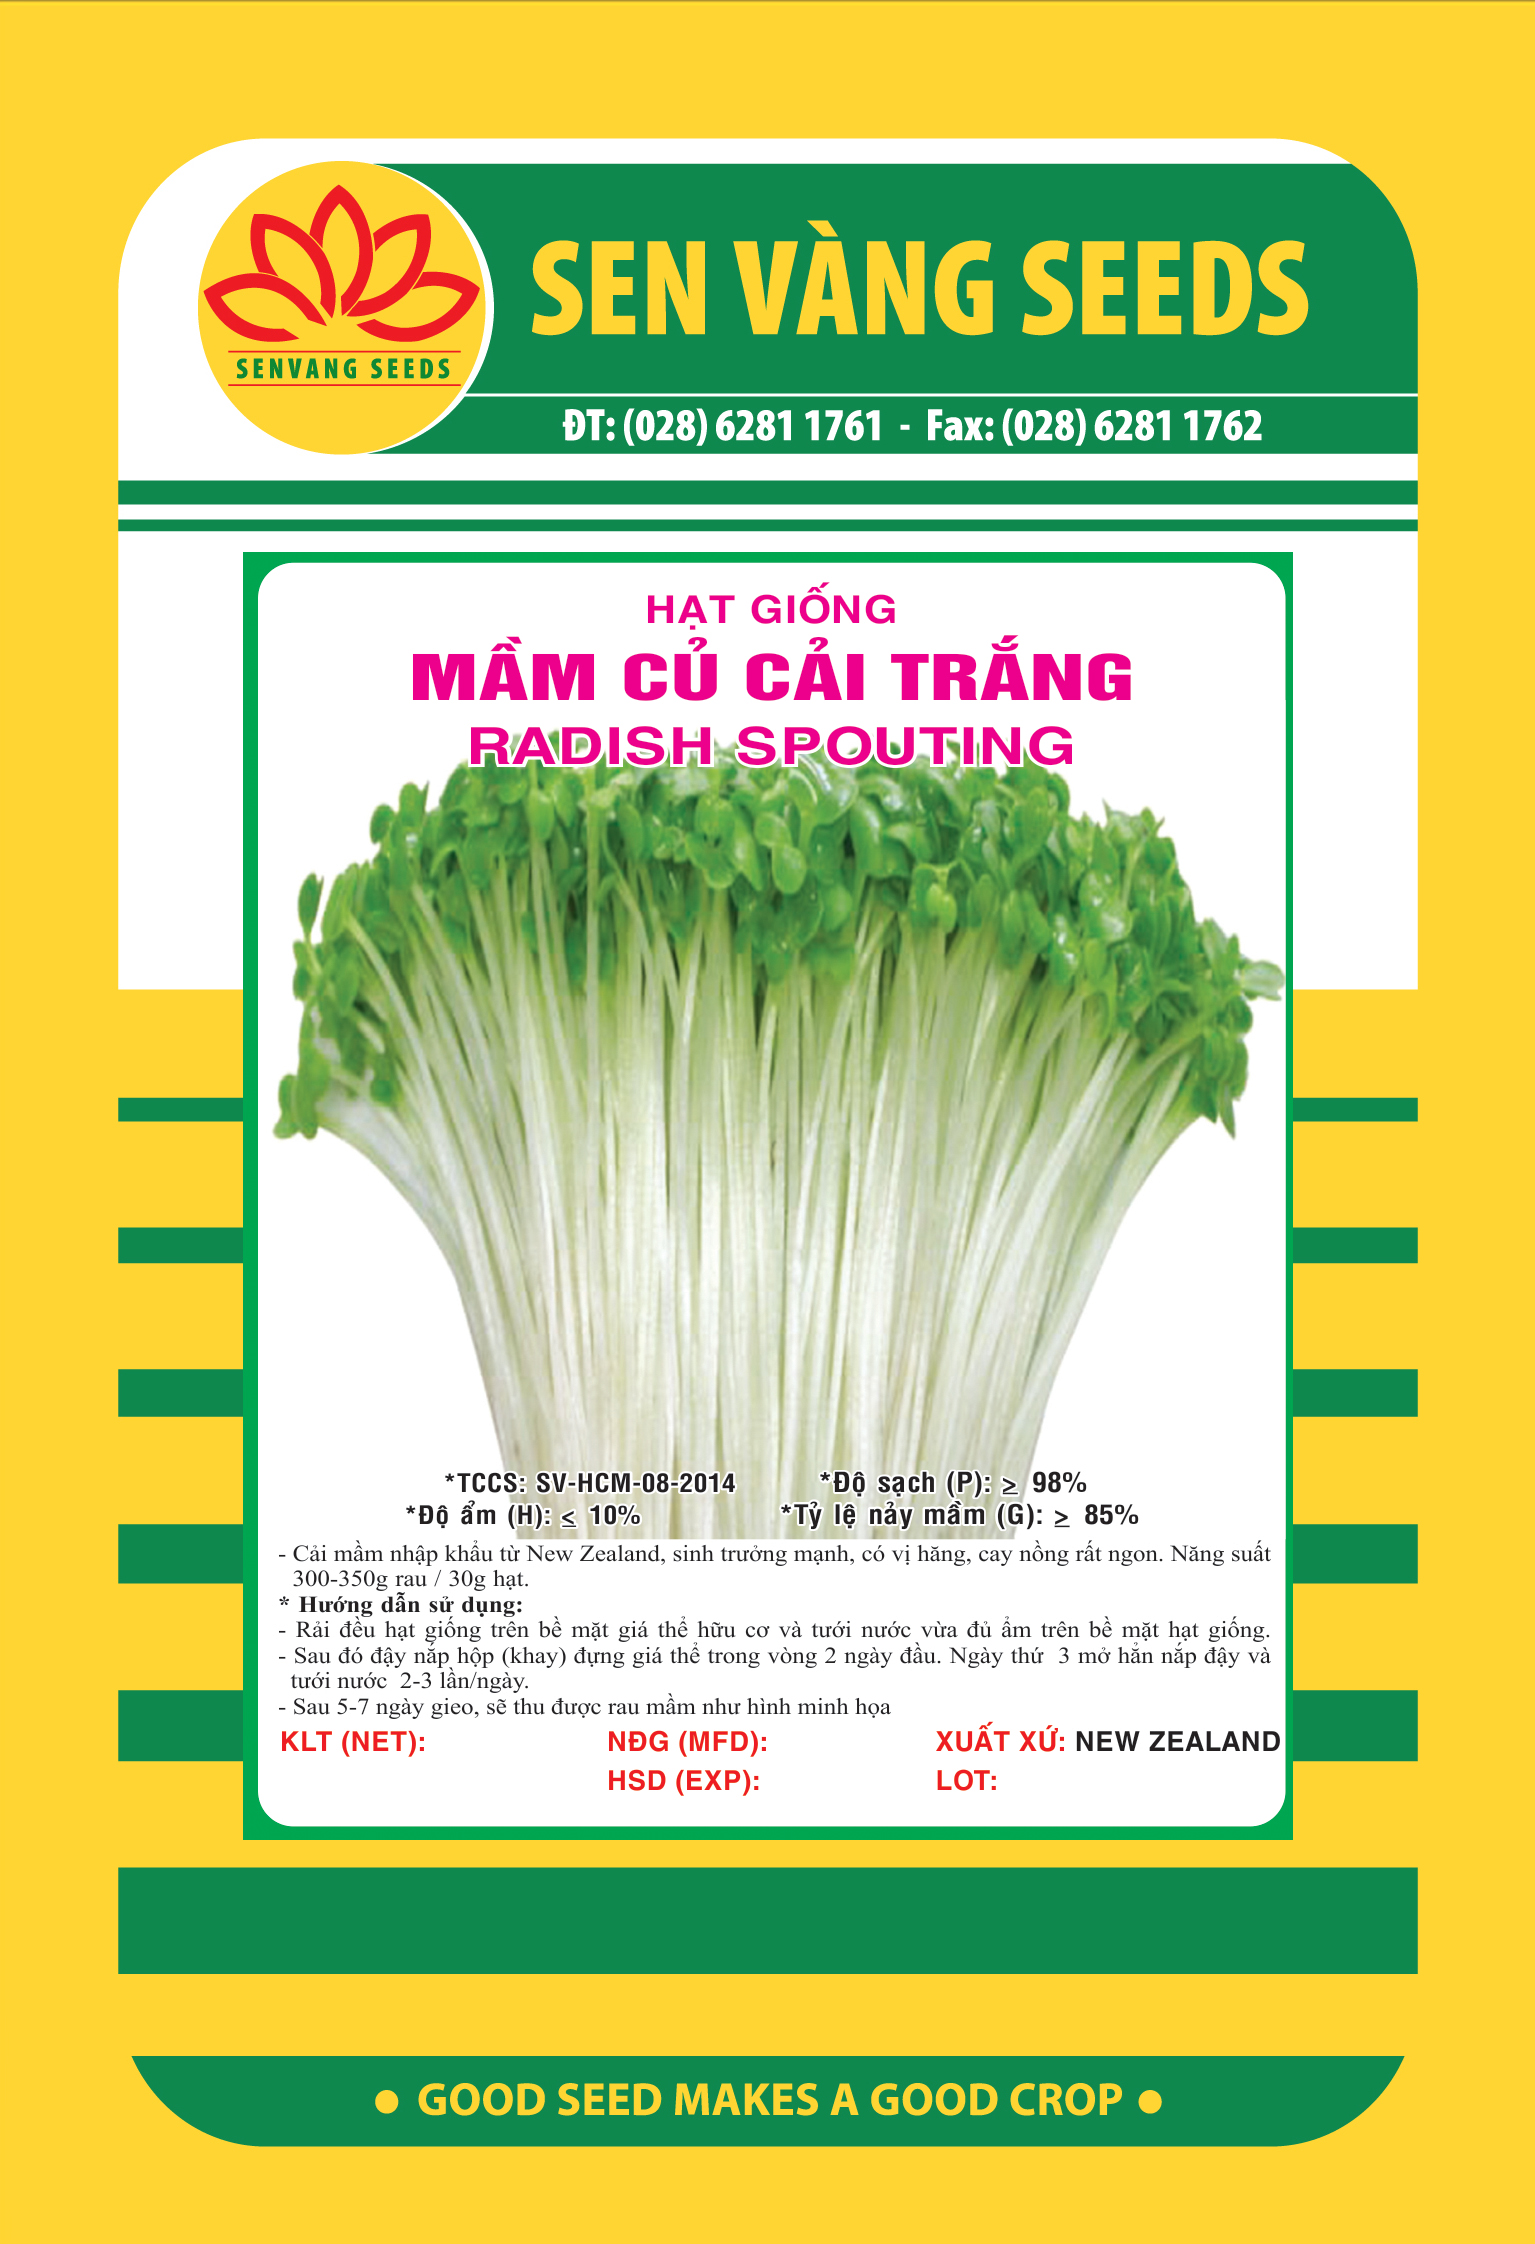 SENVANG SEEDS
SEN VÀNG SEEDS
ĐT: (028) 6281 1761 - Fax: (028) 6281 1762
HẠT GIỐNG
MẦM CỦ CẢI TRẮNG
RADISH SPOUTING
*TCCS: SV-HCM-08-2014 *Độ sạch (P): ≥ 98%
*Độ ẩm (H): ≤ 10% *Tỷ lệ nảy mầm (G): ≥ 85%
- Cải mầm nhập khẩu từ New Zealand, sinh trưởng mạnh, có vị hăng, cay nồng rất ngon. Năng suất
300-350g rau / 30g hạt.
* Hướng dẫn sử dụng:
- Rải đều hạt giống trên bề mặt giá thể hữu cơ và tưới nước vừa đủ ẩm trên bề mặt hạt giống.
- Sau đó đậy nắp hộp (khay) đựng giá thể trong vòng 2 ngày đầu. Ngày thứ 3 mở hẳn nắp đậy và
tưới nước 2-3 lần/ngày.
- Sau 5-7 ngày gieo, sẽ thu được rau mầm như hình minh họa
KLT (NET): NĐG (MFD): XUẤT XỨ: NEW ZEALAND
HSD (EXP): LOT:
• GOOD SEED MAKES A GOOD CROP •